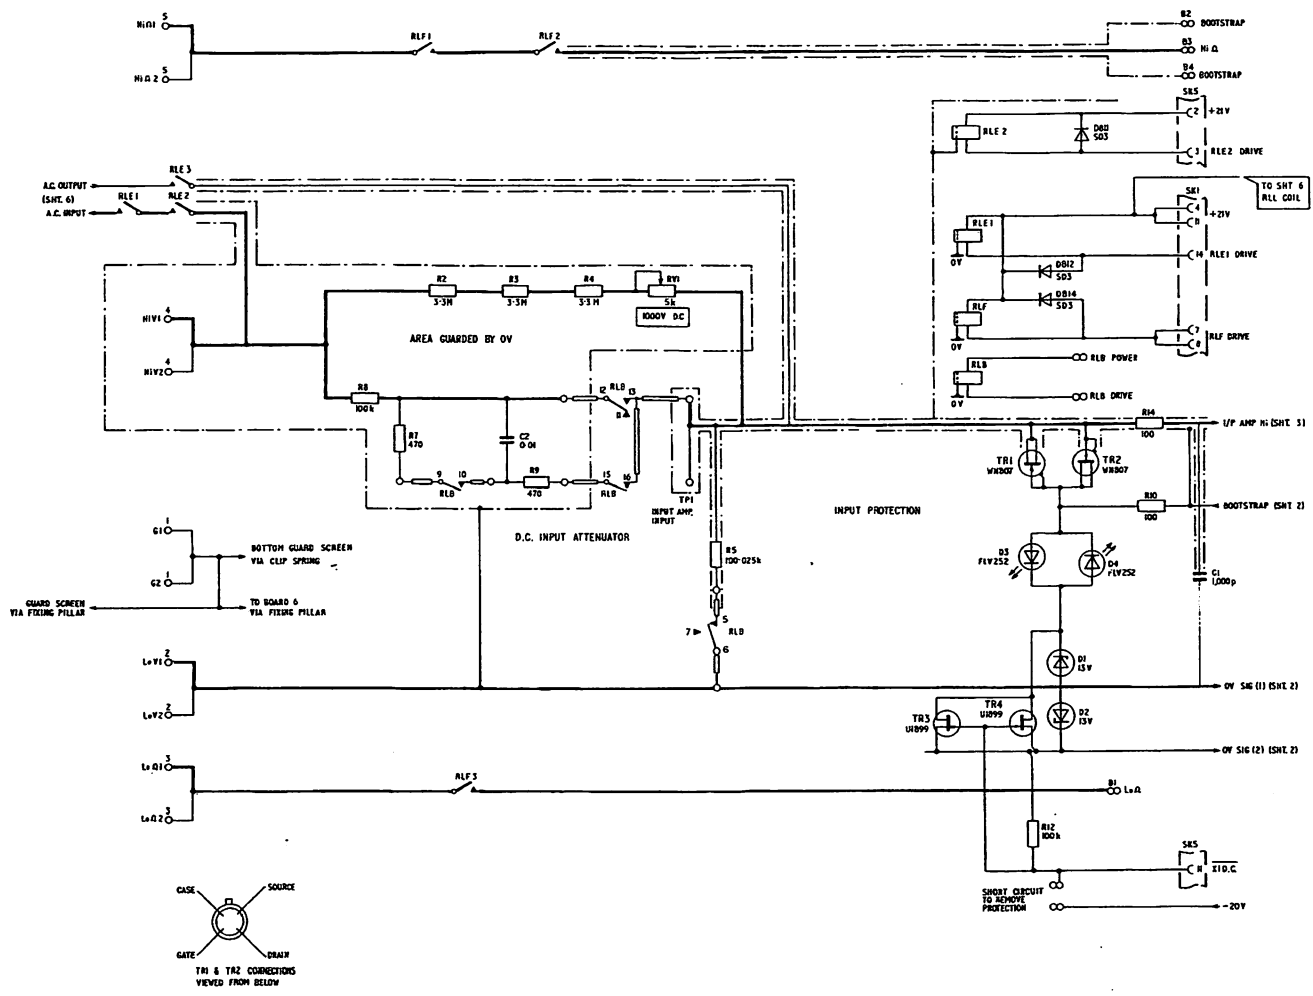 HiΩ1 5
HiΩ2 5
RLF1
RLF2
B2 BOOTSTRAP
B3 HiΩ
B4 BOOTSTRAP
SK5
2 +21V
RLE 2
DB11
SD3
3 RLE2 DRIVE
RLE3
A.C. OUTPUT
(SHT. 6)
RLE1
RLE2
A.C. INPUT
TO SHT 6
RLL COIL
SK1
4
+21V
11
RLE1
0V
14 RLE1 DRIVE
DB12
SD3
DB14
SD3
RLF
0V
7
RLF DRIVE
8
RLB POWER
RLB
0V
RLB DRIVE
R2
3·3M
R3
3·3M
R4
3·3M
RV1
5k
1000V D.C
HiV1 4
HiV2 4
AREA GUARDED BY 0V
R8
100k
12 RLB 13
11
R7
470
C2
0·01
9 10
RLB
R9
470
15 16
RLB
TP1
INPUT AMP.
INPUT
D.C. INPUT ATTENUATOR
R14
100
I/P AMP Hi (SHT. 3)
TR1
WN807
TR2
WN807
R10
100
BOOTSTRAP (SHT. 2)
INPUT PROTECTION
D3
FLV252
D4
FLV252
C1
1,000p
R5
100·025k
5
7 RLB
6
G1 1
G2 1
BOTTOM GUARD SCREEN
VIA CLIP SPRING
GUARD SCREEN
VIA FIXING PILLAR
TO BOARD 6
VIA FIXING PILLAR
LoV1 2
LoV2 2
D1
13V
0V SIG (1) (SHT. 2)
TR3
U1899
TR4
U1899
D2
13V
0V SIG (2) (SHT. 2)
LoΩ1 3
LoΩ2 3
RLF3
B1
LoΩ
R12
100k
SK5
11 X1 D.C.
SHORT CIRCUIT
TO REMOVE
PROTECTION
-20V
CASE
SOURCE
GATE
DRAIN
TR1 & TR2 CONNECTIONS
VIEWED FROM BELOW